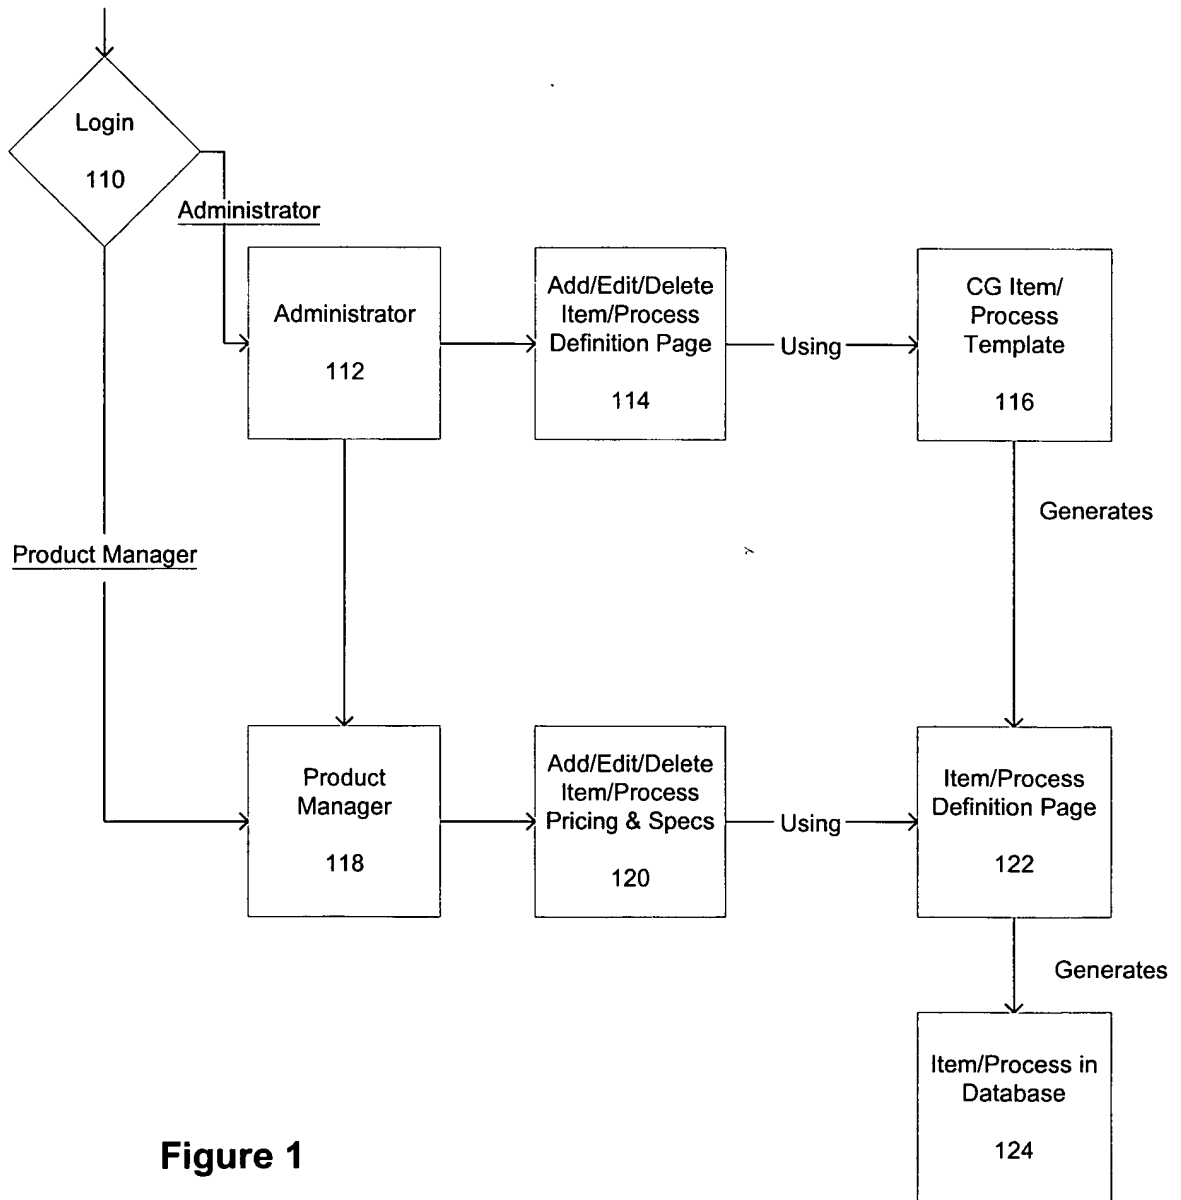 Login
110
Administrator
Administrator
112
Add/Edit/Delete
Item/Process
Definition Page
114
Using
CG Item/
Process
Template
116
Generates
Product Manager
Product
Manager
118
Add/Edit/Delete
Item/Process
Pricing & Specs
120
Using
Item/Process
Definition Page
122
Generates
Item/Process in
Database
124
Figure 1